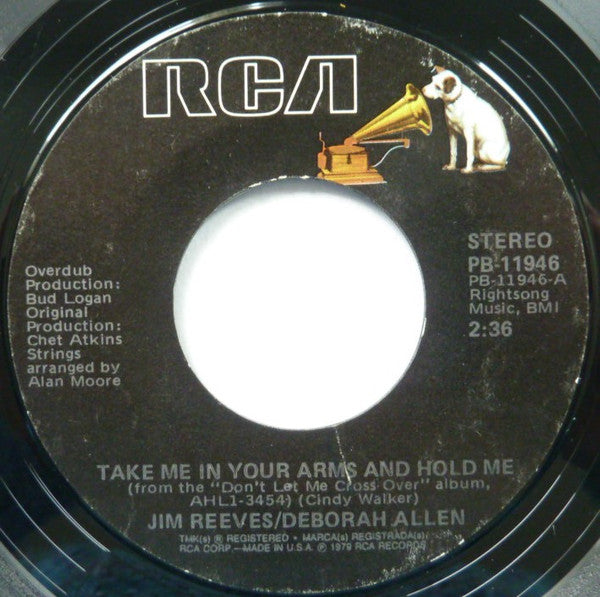 RCA
STEREO
PB-11946
PB-11946-A
Rightsong
Music, BMI
2:36
Overdub
Production:
Bud Logan
Original
Production:
Chet Atkins
Strings
arranged by
Alan Moore
TAKE ME IN YOUR ARMS AND HOLD ME
(from the "Don't Let Me Cross Over" album,
AHL1-3454) (Cindy Walker)
JIM REEVES/DEBORAH ALLEN
TMK(s) ® REGISTERED • MARCA(s) REGISTRADA(s)
RCA CORP – MADE IN U.S.A. ℗ 1979 RCA RECORDS